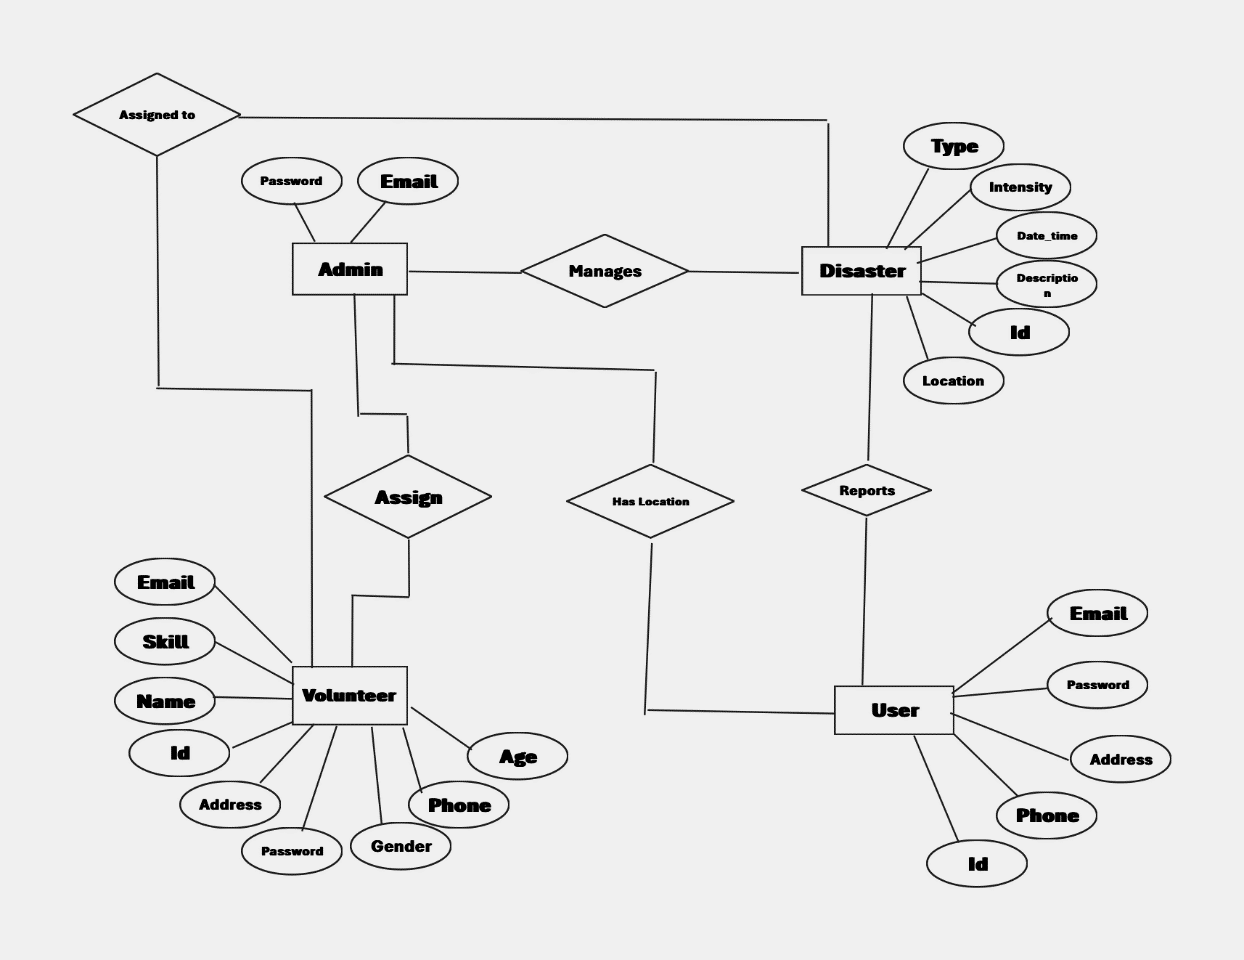 Assigned to
Type
Password
Email
Intensity
Date_time
Admin
Manages
Disaster
Descriptio
n
Id
Location
Assign
Has Location
Reports
Email
Skill
Name
Id
Address
Password
Volunteer
Gender
Phone
Age
User
Email
Password
Address
Phone
Id